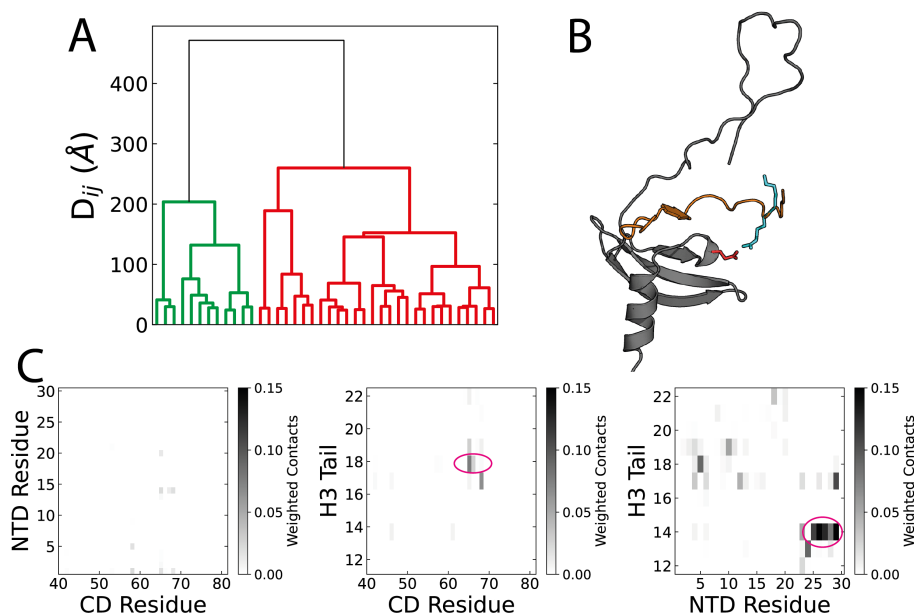 A
B
D_ij (Å)
400
300
200
100
0
C
NTD Residue
30
25
20
15
10
5
40 50 60 70 80
CD Residue
0.15
0.10
0.05
0.00
Weighted Contacts
H3 Tail
22
20
18
16
14
12
40 50 60 70 80
CD Residue
0.15
0.10
0.05
0.00
Weighted Contacts
H3 Tail
22
20
18
16
14
12
5 10 15 20 25 30
NTD Residue
0.15
0.10
0.05
0.00
Weighted Contacts